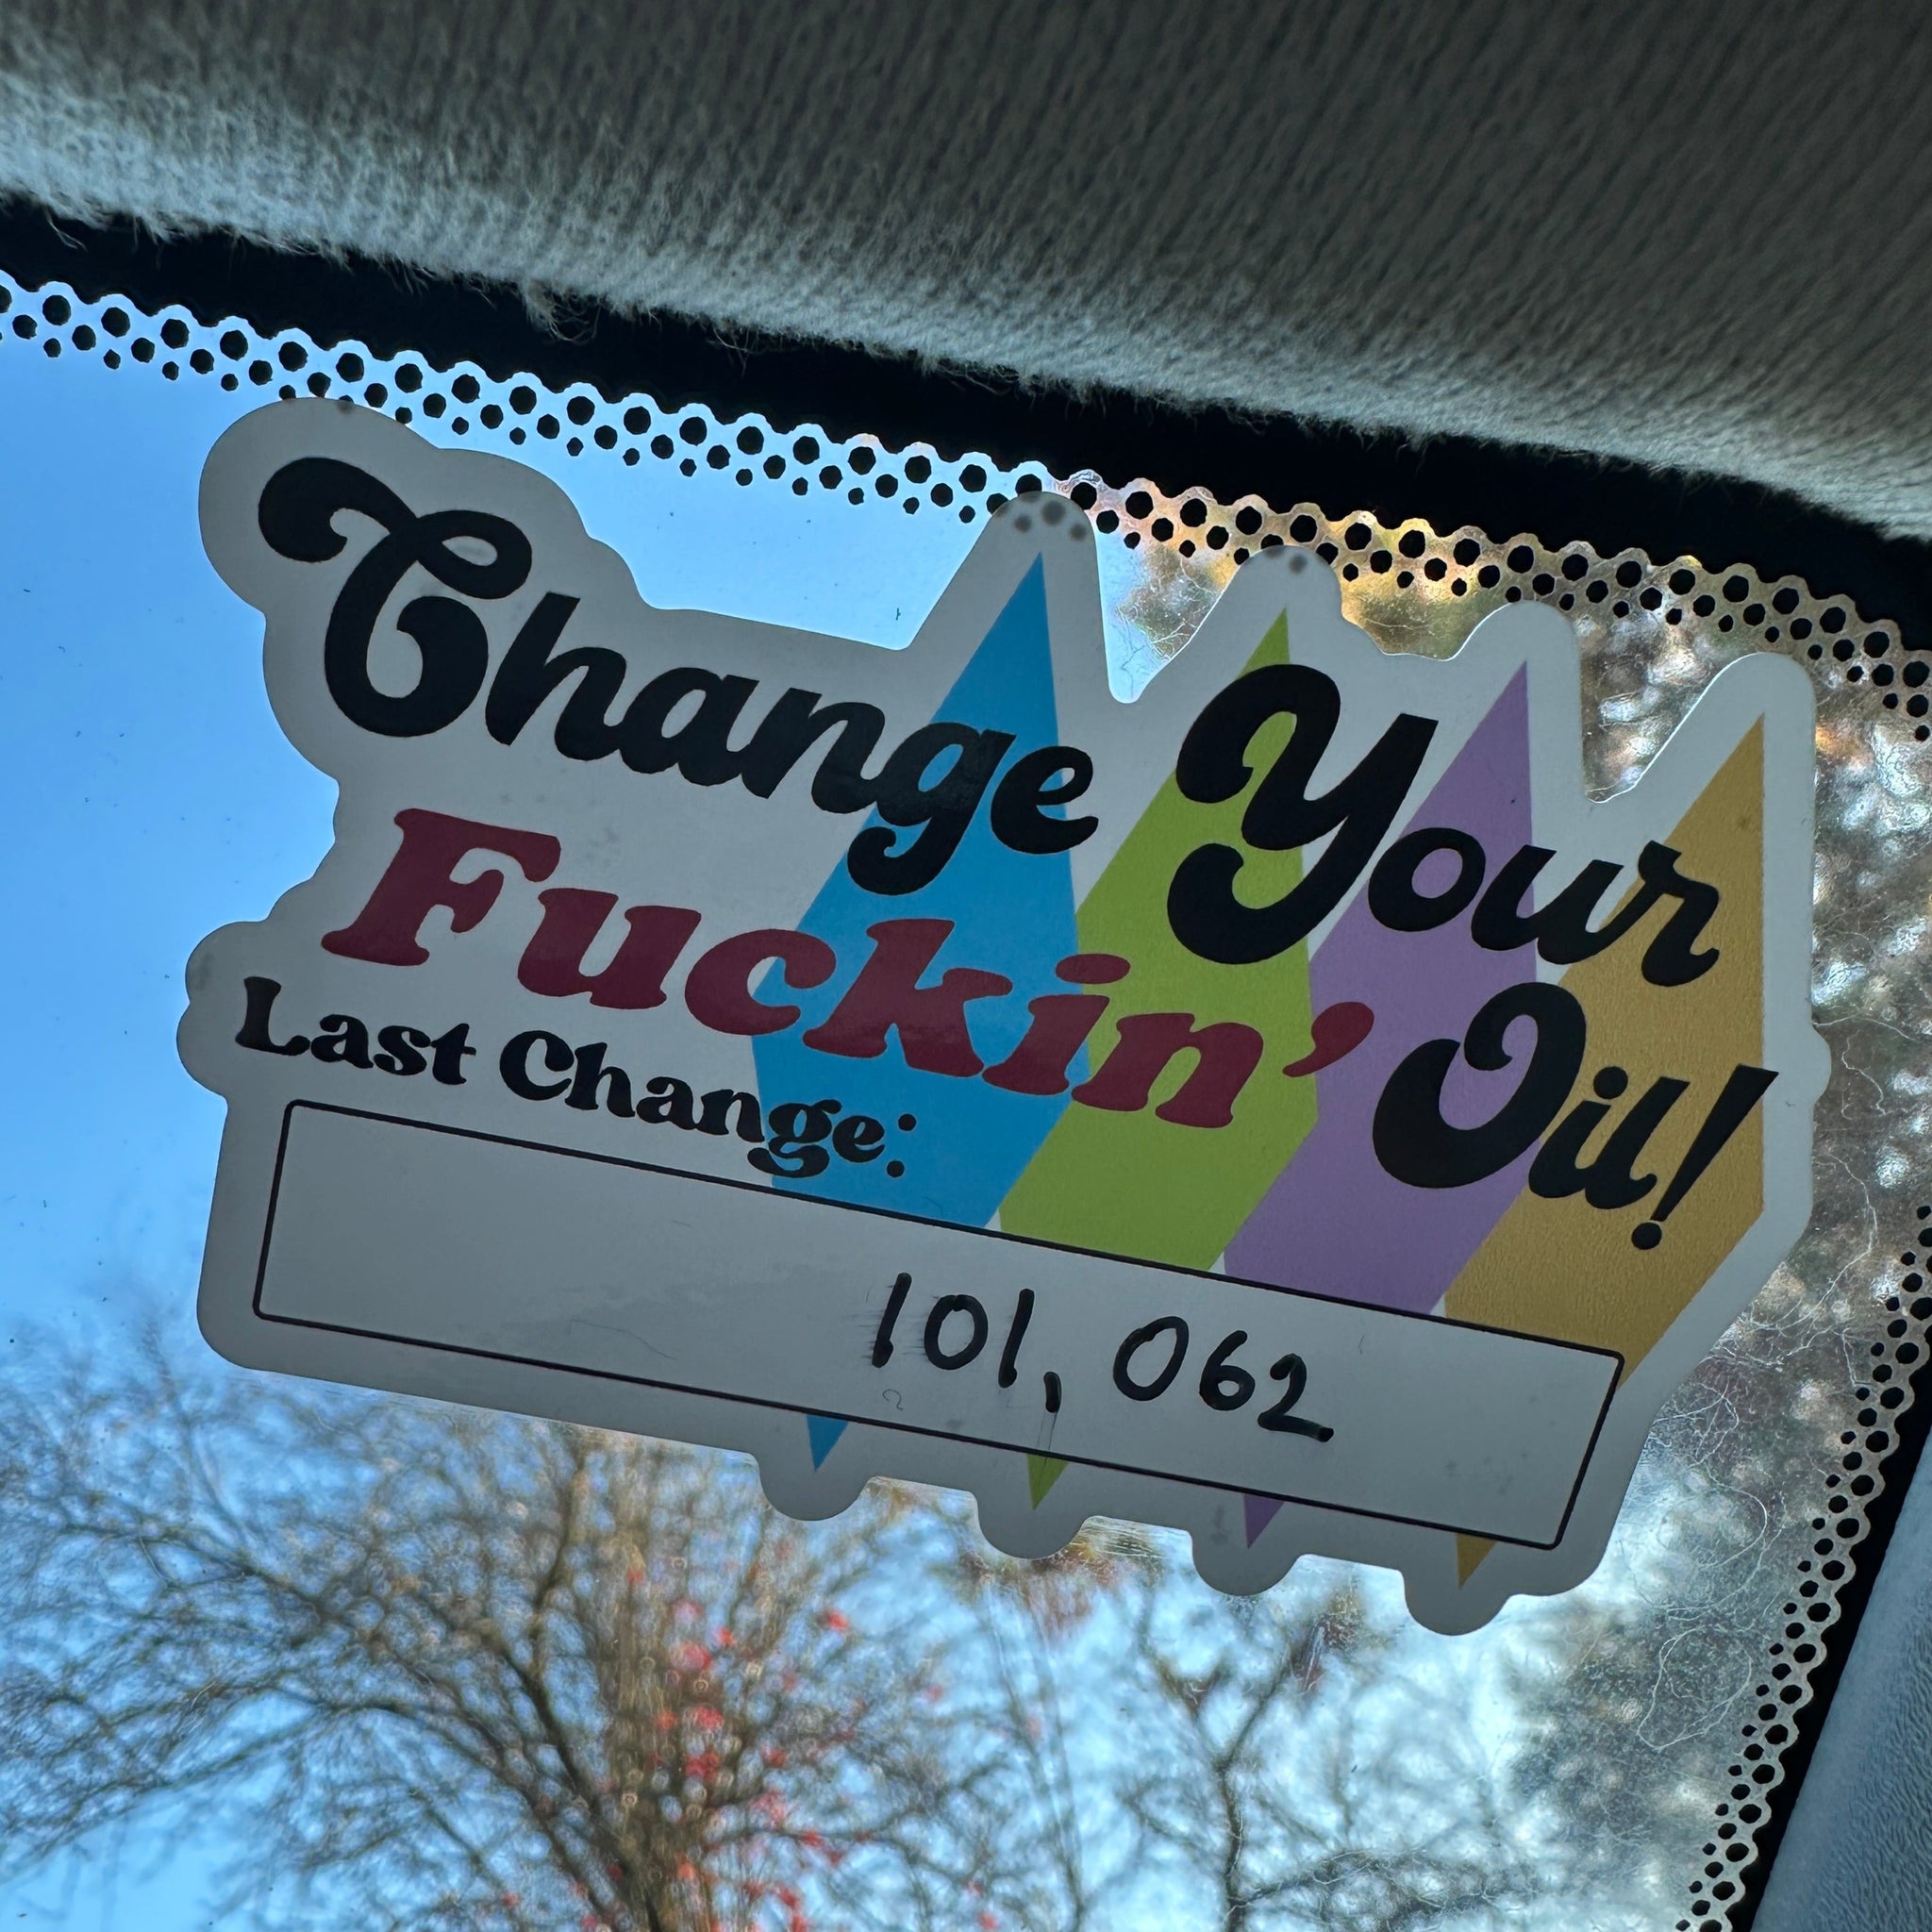 Change Your
Fuckin' Oil!
Last Change:
101,062